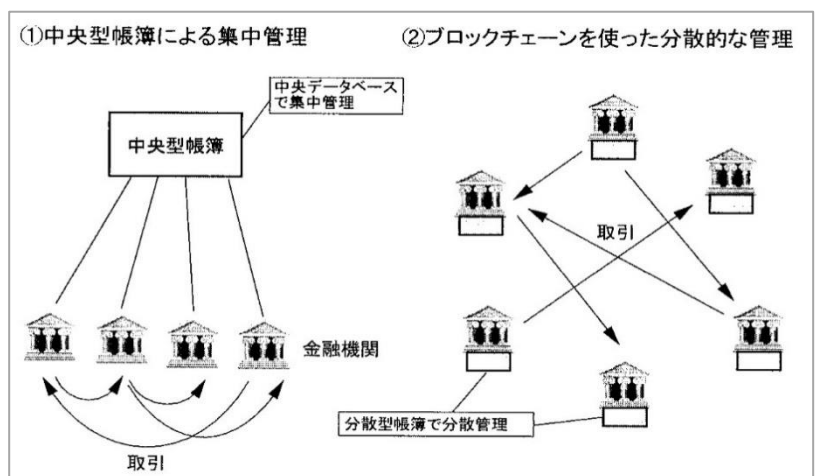 ①中央型帳簿による集中管理
中央データベース
で集中管理
中央型帳簿
金融機関
取引
②ブロックチェーンを使った分散的な管理
取引
分散型帳簿で分散管理